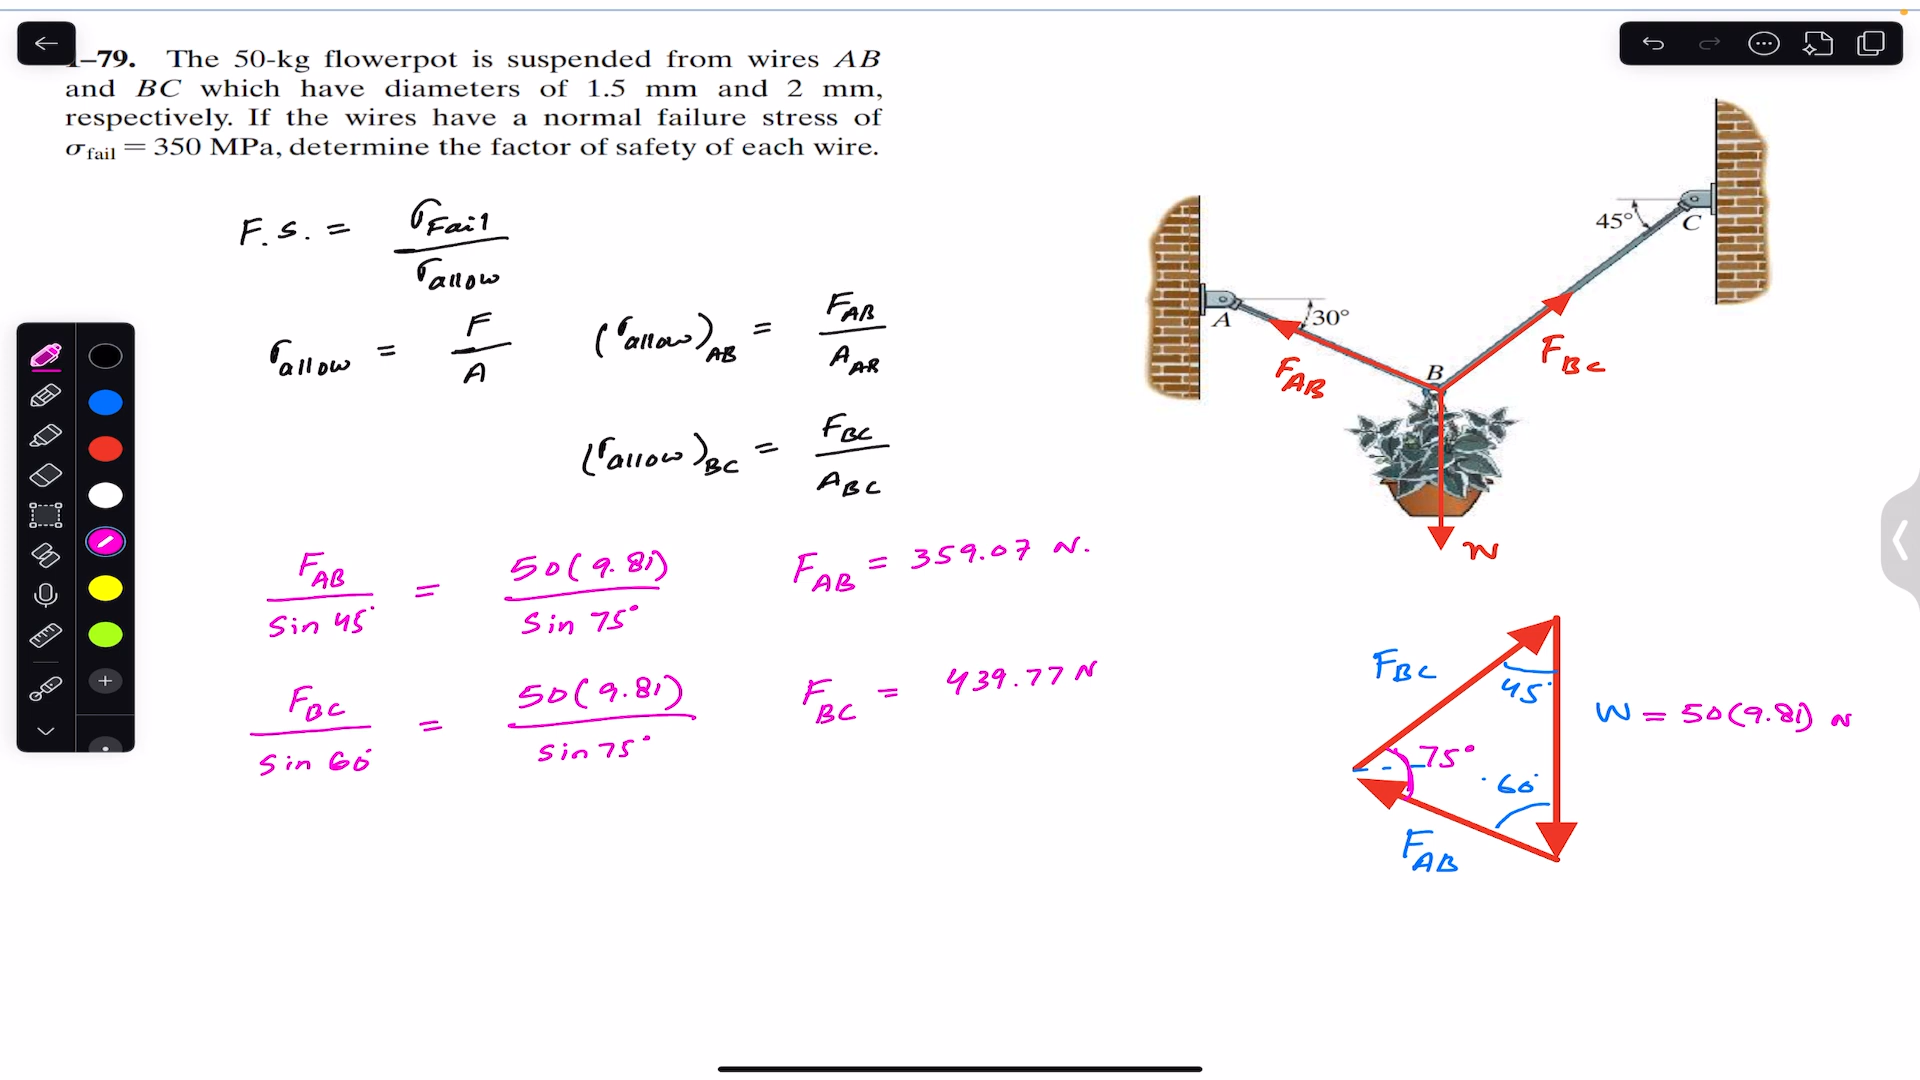 –79. The 50-kg flowerpot is suspended from wires AB
and BC which have diameters of 1.5 mm and 2 mm,
respectively. If the wires have a normal failure stress of
σ fail = 350 MPa, determine the factor of safety of each wire.
F.S. = σFail / σallow
σallow = F / A
(σallow)AB = FAB / AAB
(σallow)BC = FBC / ABC
FAB / sin 45° = 50(9.81) / sin 75°
FAB = 359.07 N.
FBC / sin 60° = 50(9.81) / sin 75°
FBC = 439.77 N
45°
C
A
30°
B
FAB
FBC
W
FBC
45°
W = 50(9.81) N
75°
60°
FAB